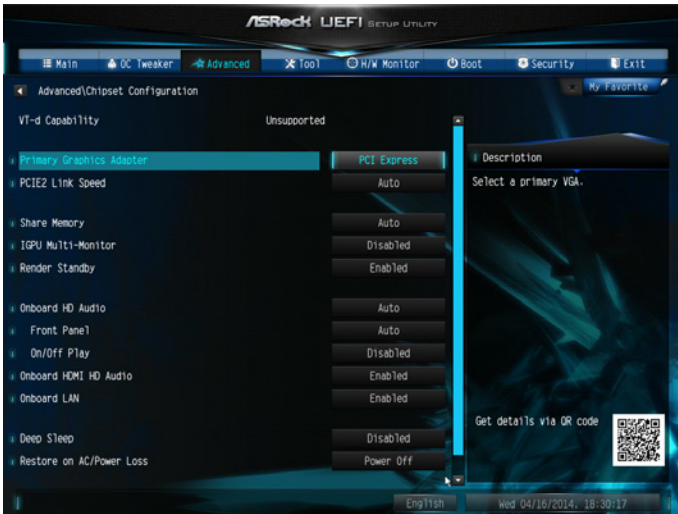 ASRock UEFI SETUP UTILITY
Main OC Tweaker Advanced Tool H/W Monitor Boot Security Exit
Advanced\Chipset Configuration
My Favorite
VT-d Capability Unsupported
Primary Graphics Adapter PCI Express
Description
PCIE2 Link Speed Auto
Select a primary VGA.
Share Memory Auto
IGPU Multi-Monitor Disabled
Render Standby Enabled
Onboard HD Audio Auto
Front Panel Auto
On/Off Play Disabled
Onboard HDMI HD Audio Enabled
Onboard LAN Enabled
Get details via QR code
Deep Sleep Disabled
Restore on AC/Power Loss Power Off
English Wed 04/16/2014, 18:30:17